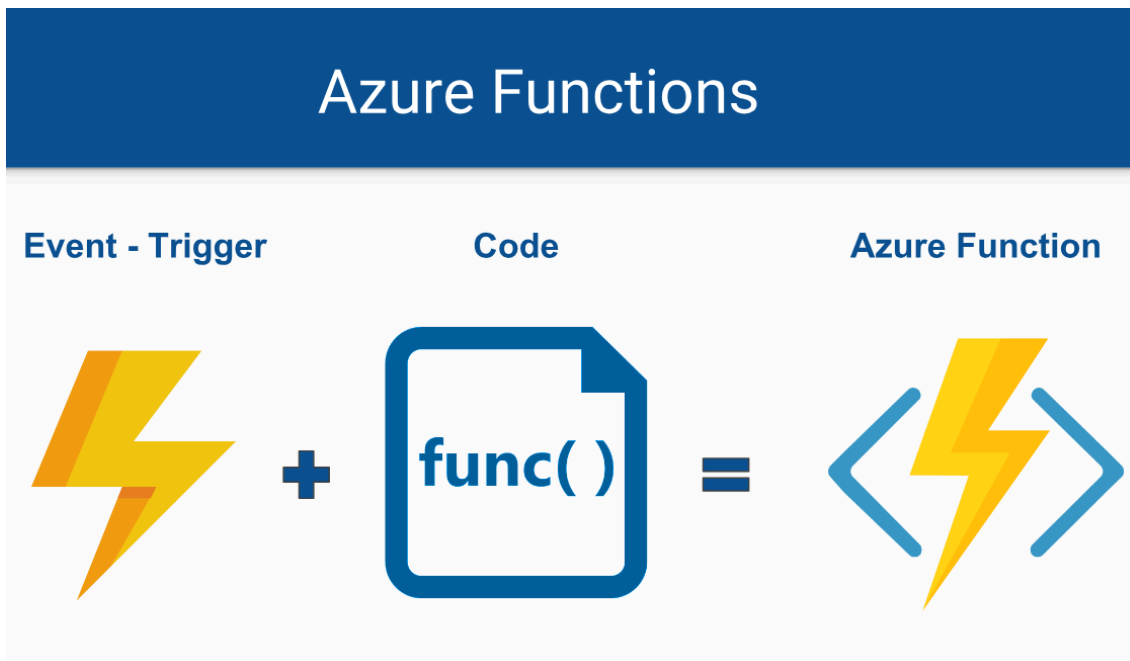 Azure Functions
Event - Trigger
Code
Azure Function
func( )
+
=